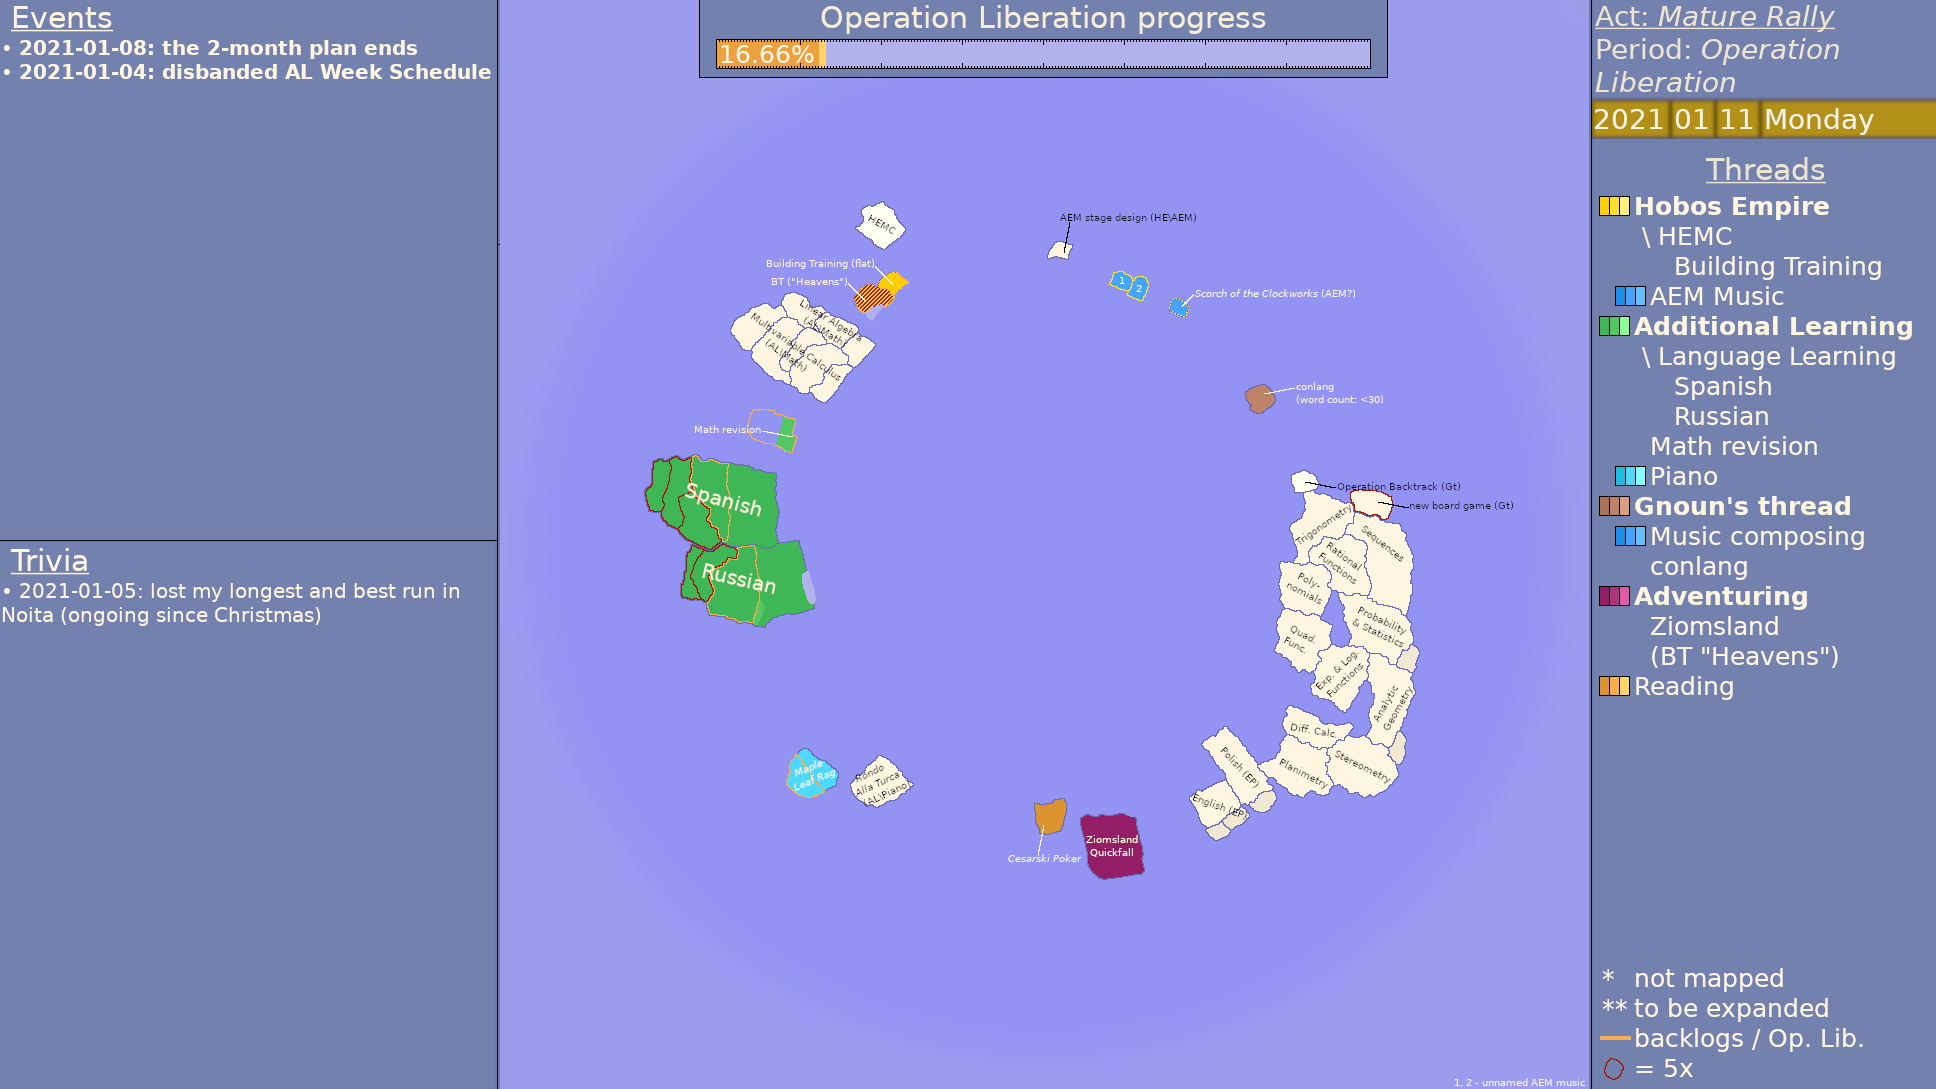 Events
• 2021-01-08: the 2-month plan ends
• 2021-01-04: disbanded AL Week Schedule
Trivia
• 2021-01-05: lost my longest and best run in
Noita (ongoing since Christmas)
Operation Liberation progress
16.66%
HEMC
Building Training (flat)
BT ("Heavens")
Linear Algebra
(AL\Math)
Multivariable Calculus
(AL\Math)
Math revision
Spanish
Russian
Maple
Leaf Rag
Rondo
Alla Turca
(AL\Piano)
AEM stage design (HE\AEM)
1
2
Scorch of the Clockworks (AEM?)
conlang
(word count: <30)
Operation Backtrack (Gt)
new board game (Gt)
Trigonometry
Sequences
Rational
Functions
Poly-
nomials
Probability
& Statistics
Quad.
Func.
Exp. & Log.
Functions
Analytic
Geometry
Diff. Calc.
Planimetry
Stereometry
Polish (EP)
English (EP)
Cesarski Poker
Ziomsland
Quickfall
1, 2 - unnamed AEM music
Act: Mature Rally
Period: Operation
Liberation
2021 01 11 Monday
Threads
Hobos Empire
\ HEMC
Building Training
AEM Music
Additional Learning
\ Language Learning
Spanish
Russian
Math revision
Piano
Gnoun's thread
Music composing
conlang
Adventuring
Ziomsland
(BT "Heavens")
Reading
* not mapped
** to be expanded
backlogs / Op. Lib.
= 5x